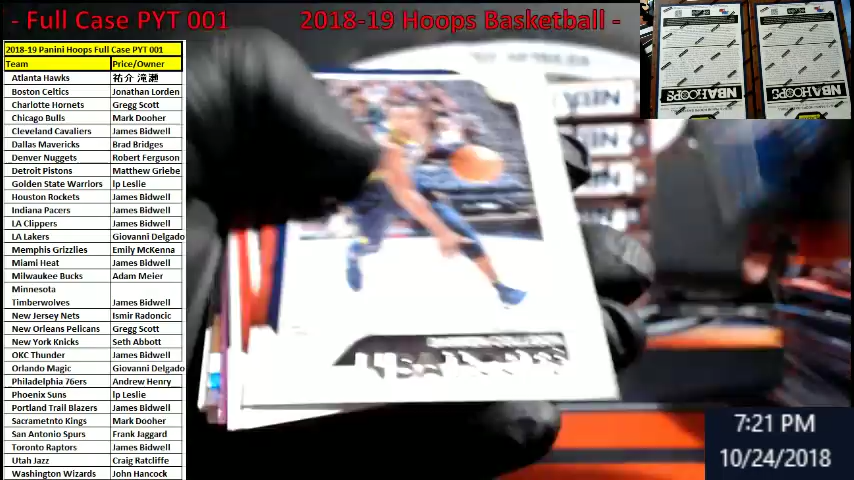 - Full Case PYT 001 2018-19 Hoops Basketball -
2018-19 Panini Hoops Full Case PYT 001
Team Price/Owner
Atlanta Hawks 祐介 滝瀬
Boston Celtics Jonathan Lorden
Charlotte Hornets Gregg Scott
Chicago Bulls Mark Dooher
Cleveland Cavaliers James Bidwell
Dallas Mavericks Brad Bridges
Denver Nuggets Robert Ferguson
Detroit Pistons Matthew Griebe
Golden State Warriors lp Leslie
Houston Rockets James Bidwell
Indiana Pacers James Bidwell
LA Clippers James Bidwell
LA Lakers Giovanni Delgado
Memphis Grizzlies Emily McKenna
Miami Heat James Bidwell
Milwaukee Bucks Adam Meier
Minnesota
Timberwolves James Bidwell
New Jersey Nets Ismir Radoncic
New Orleans Pelicans Gregg Scott
New York Knicks Seth Abbott
OKC Thunder James Bidwell
Orlando Magic Giovanni Delgado
Philadelphia 76ers Andrew Henry
Phoenix Suns lp Leslie
Portland Trail Blazers James Bidwell
Sacrametnto Kings Mark Dooher
San Antonio Spurs Frank Jaggard
Toronto Raptors James Bidwell
Utah Jazz Craig Ratcliffe
Washington Wizards John Hancock
NBA HOOPS
NBA HOOPS
7:21 PM
10/24/2018